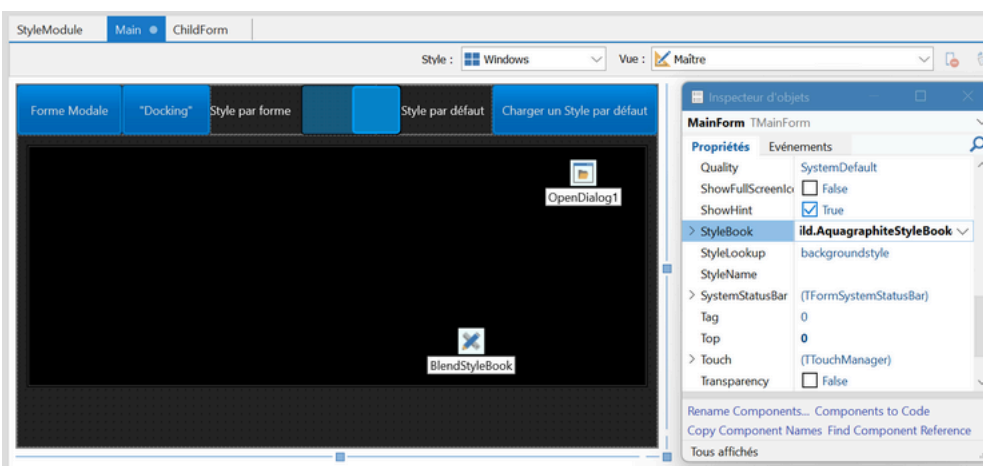 StyleModule Main ChildForm
Style : Windows Vue : Maître
Forme Modale "Docking" Style par forme Style par défaut Charger un Style par défaut
OpenDialog1
BlendStyleBook
Inspecteur d'objets
MainForm TMainForm
Propriétés Evénements
Quality SystemDefault
ShowFullScreenIco False
ShowHint True
StyleBook ild.AquagraphiteStyleBook
StyleLookup backgroundstyle
StyleName
SystemStatusBar (TFormSystemStatusBar)
Tag 0
Top 0
Touch (TTouchManager)
Transparency False
Rename Components... Components to Code
Copy Component Names Find Component Reference
Tous affichés